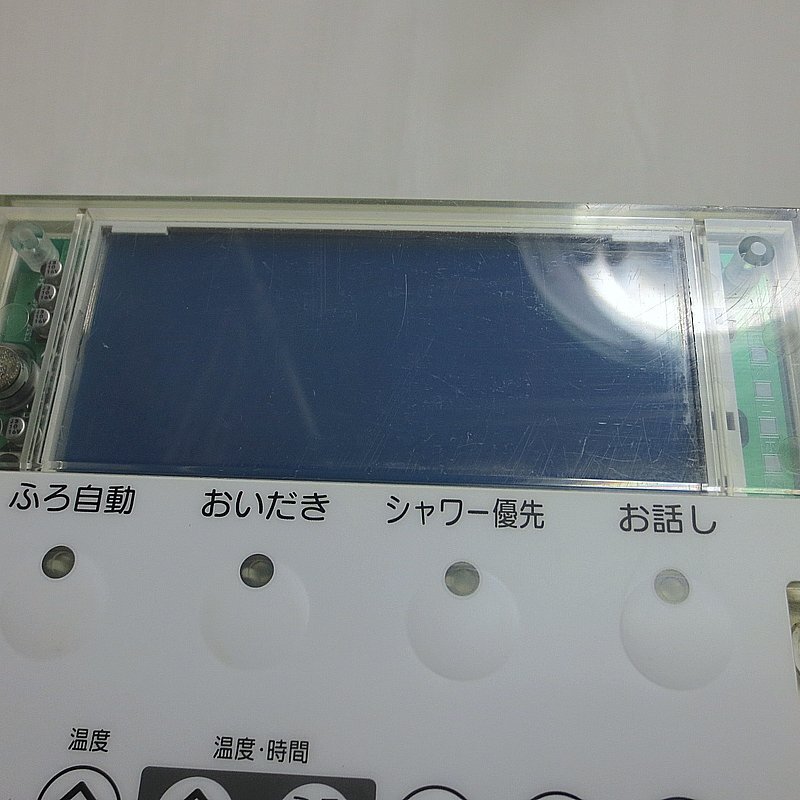 ふろ自動 おいだき シャワー優先 お話し
温度 温度・時間